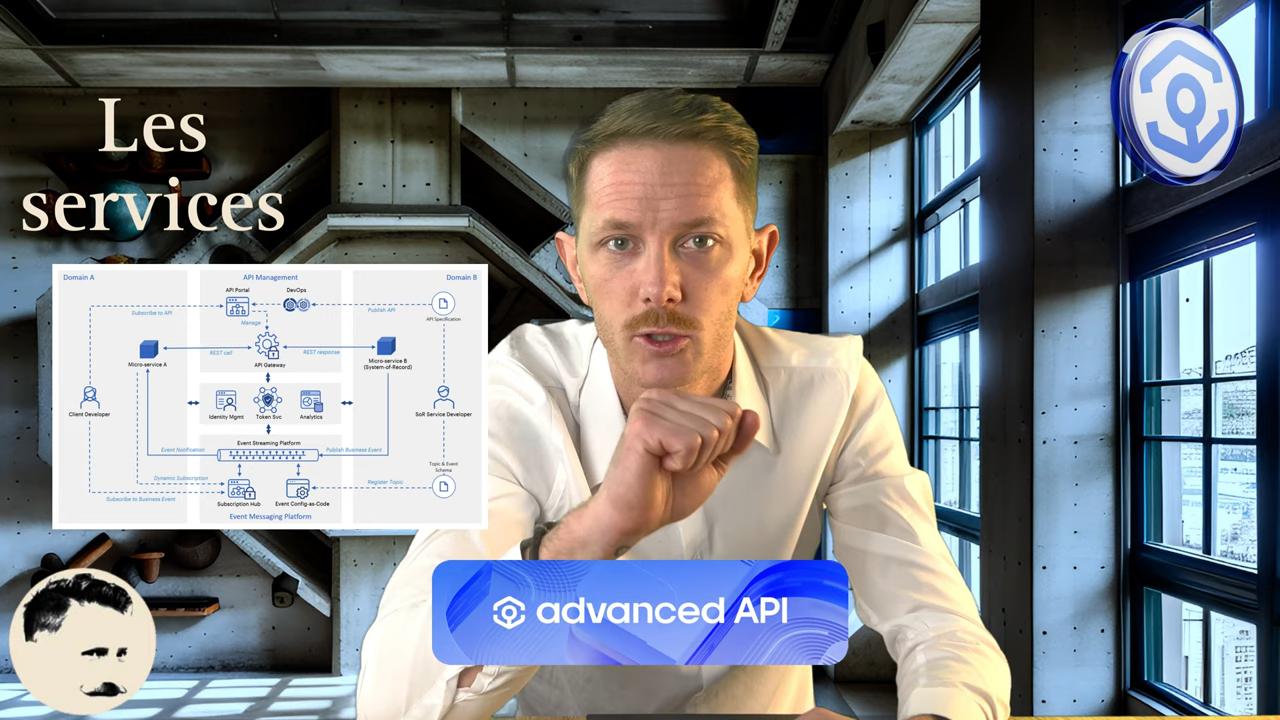 Les
services
Domain A
API Management
Domain B
API Portal
DevOps
Subscribe to API
Publish API
API Specification
Manage
REST call
REST response
Micro-service A
API Gateway
Micro-service B
(System-of-Record)
Client Developer
Identity Mgmt
Token Svc
Analytics
SoR Service Developer
Event Streaming Platform
Event Notification
Publish Business Event
Topic & Event
Schema
Dynamic Subscription
Register Topic
Subscribe to Business Event
Subscription Hub
Event Config-as-Code
Event Messaging Platform
advanced API